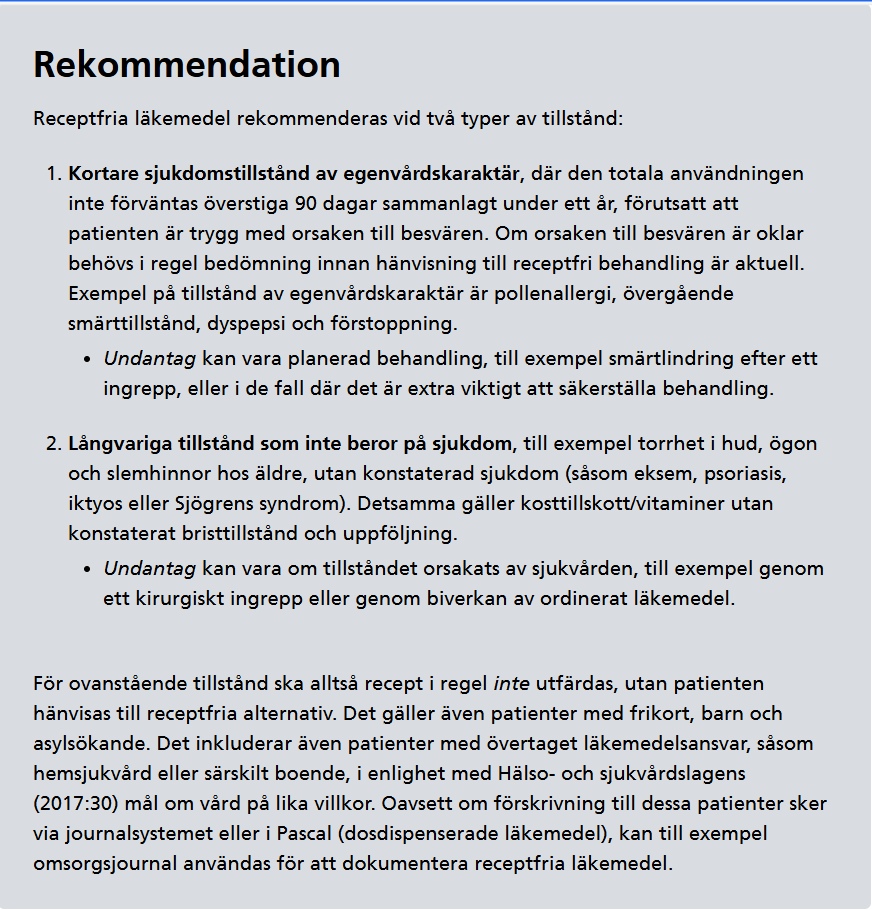 Rekommendation
Receptfria läkemedel rekommenderas vid två typer av tillstånd:
1. Kortare sjukdomstillstånd av egenvårdskaraktär, där den totala användningen
inte förväntas överstiga 90 dagar sammanlagt under ett år, förutsatt att
patienten är trygg med orsaken till besvären. Om orsaken till besvären är oklar
behövs i regel bedömning innan hänvisning till receptfri behandling är aktuell.
Exempel på tillstånd av egenvårdskaraktär är pollenallergi, övergående
smärttillstånd, dyspepsi och förstoppning.
• Undantag kan vara planerad behandling, till exempel smärtlindring efter ett
ingrepp, eller i de fall där det är extra viktigt att säkerställa behandling.
2. Långvariga tillstånd som inte beror på sjukdom, till exempel torrhet i hud, ögon
och slemhinnor hos äldre, utan konstaterad sjukdom (såsom eksem, psoriasis,
iktyos eller Sjögrens syndrom). Detsamma gäller kosttillskott/vitaminer utan
konstaterat bristtillstånd och uppföljning.
• Undantag kan vara om tillståndet orsakats av sjukvården, till exempel genom
ett kirurgiskt ingrepp eller genom biverkan av ordinerat läkemedel.
För ovanstående tillstånd ska alltså recept i regel inte utfärdas, utan patienten
hänvisas till receptfria alternativ. Det gäller även patienter med frikort, barn och
asylsökande. Det inkluderar även patienter med övertaget läkemedelsansvar, såsom
hemsjukvård eller särskilt boende, i enlighet med Hälso- och sjukvårdslagens
(2017:30) mål om vård på lika villkor. Oavsett om förskrivning till dessa patienter sker
via journalsystemet eller i Pascal (dosdispenserade läkemedel), kan till exempel
omsorgsjournal användas för att dokumentera receptfria läkemedel.